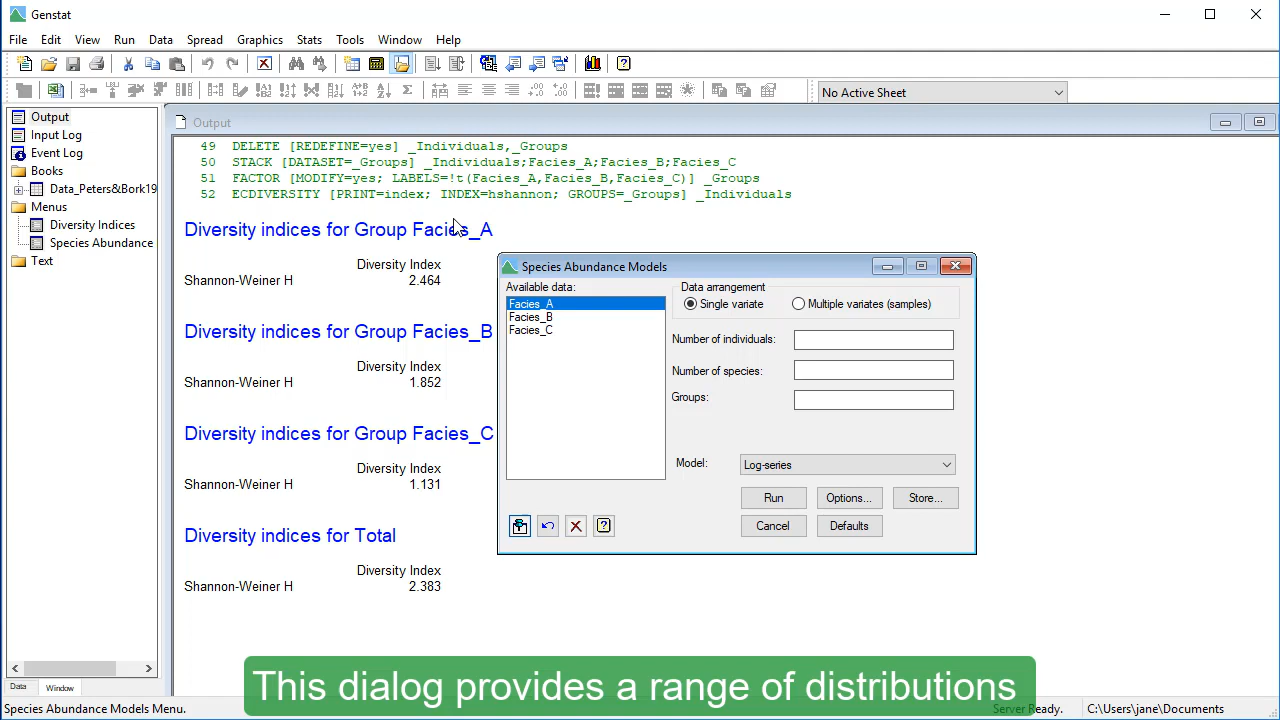 Genstat
File Edit View Run Data Spread Graphics Stats Tools Window Help
No Active Sheet
Output
Input Log
Event Log
Books
Data_Peters&Bork19
Menus
Diversity Indices
Species Abundance
Text
Data Window
Output
49 DELETE [REDEFINE=yes] _Individuals,_Groups
50 STACK [DATASET=_Groups] _Individuals;Facies_A;Facies_B;Facies_C
51 FACTOR [MODIFY=yes; LABELS=!t(Facies_A,Facies_B,Facies_C)] _Groups
52 ECDIVERSITY [PRINT=index; INDEX=hshannon; GROUPS=_Groups] _Individuals
Diversity indices for Group Facies_A
Diversity Index
Shannon-Weiner H 2.464
Diversity indices for Group Facies_B
Diversity Index
Shannon-Weiner H 1.852
Diversity indices for Group Facies_C
Diversity Index
Shannon-Weiner H 1.131
Diversity indices for Total
Diversity Index
Shannon-Weiner H 2.383
Species Abundance Models
Available data:
Facies_A
Facies_B
Facies_C
Data arrangement
Single variate Multiple variates (samples)
Number of individuals:
Number of species:
Groups:
Model: Log-series
Run Options... Store...
Cancel Defaults
This dialog provides a range of distributions
Species Abundance Models Menu. Server Ready. C:\Users\jane\Documents